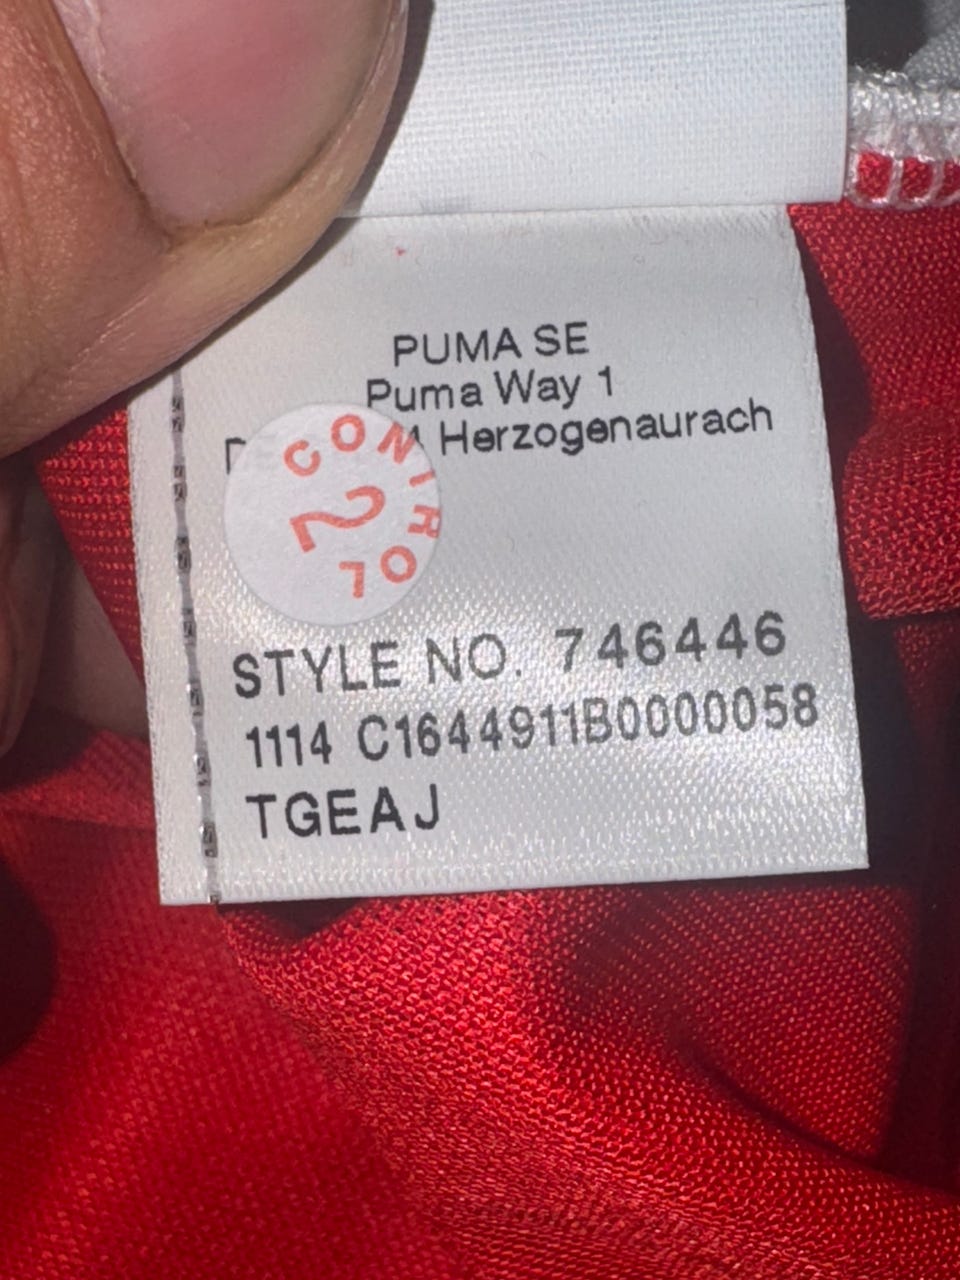 PUMA SE
Puma Way 1
Herzogenaurach
CONTROL
2
STYLE NO. 746446
1114 C1644911B0000058
TGEAJ